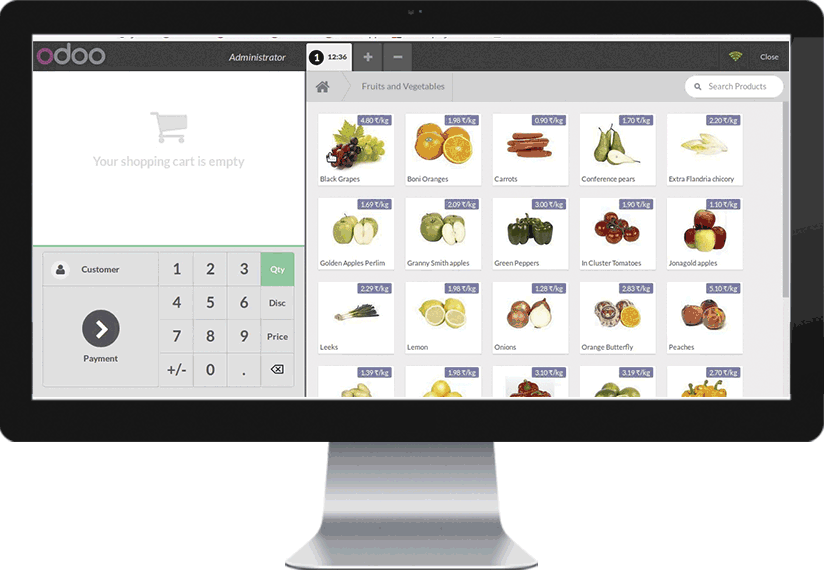 odoo
Administrator
1 12:36
Close
Fruits and Vegetables
Search Products
Your shopping cart is empty
Customer
1 2 3 Qty
4 5 6 Disc
7 8 9 Price
+/- 0 .
Payment
4.80 ₹/kg
Black Grapes
1.98 ₹/kg
Boni Oranges
0.90 ₹/kg
Carrots
1.70 ₹/kg
Conference pears
2.20 ₹/kg
Extra Flandria chicory
1.69 ₹/kg
Golden Apples Perlim
2.09 ₹/kg
Granny Smith apples
3.00 ₹/kg
Green Peppers
1.90 ₹/kg
In Cluster Tomatoes
1.10 ₹/kg
Jonagold apples
2.29 ₹/kg
Leeks
1.98 ₹/kg
Lemon
1.28 ₹/kg
Onions
2.83 ₹/kg
Orange Butterfly
5.10 ₹/kg
Peaches
1.39 ₹/kg
1.98 ₹/kg
3.10 ₹/kg
3.19 ₹/kg
2.70 ₹/kg